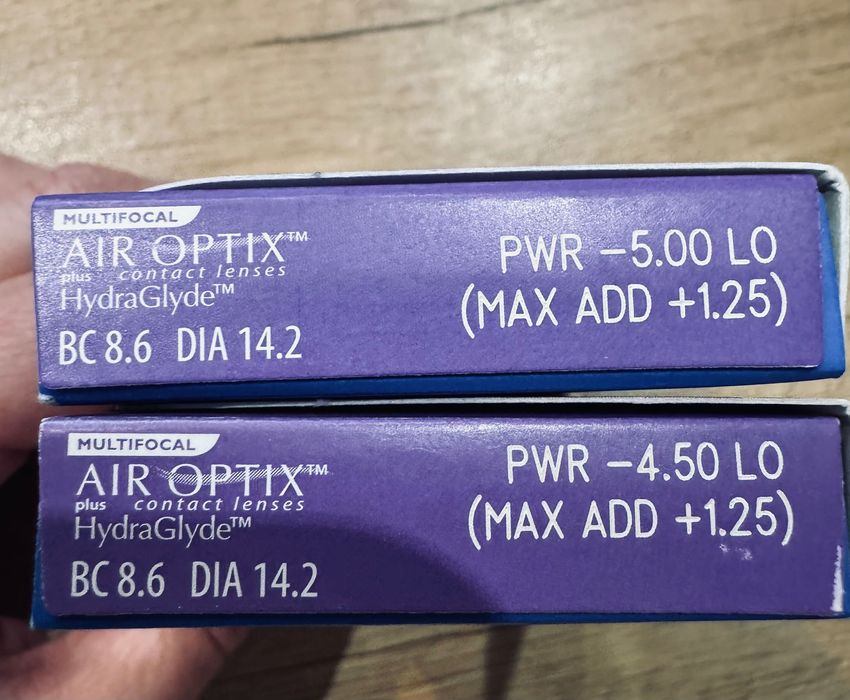 MULTIFOCAL
AIR OPTIX™
plus contact lenses
HydraGlyde™
BC 8.6 DIA 14.2
PWR -5.00 LO
(MAX ADD +1.25)
MULTIFOCAL
AIR OPTIX™
plus contact lenses
HydraGlyde™
BC 8.6 DIA 14.2
PWR -4.50 LO
(MAX ADD +1.25)